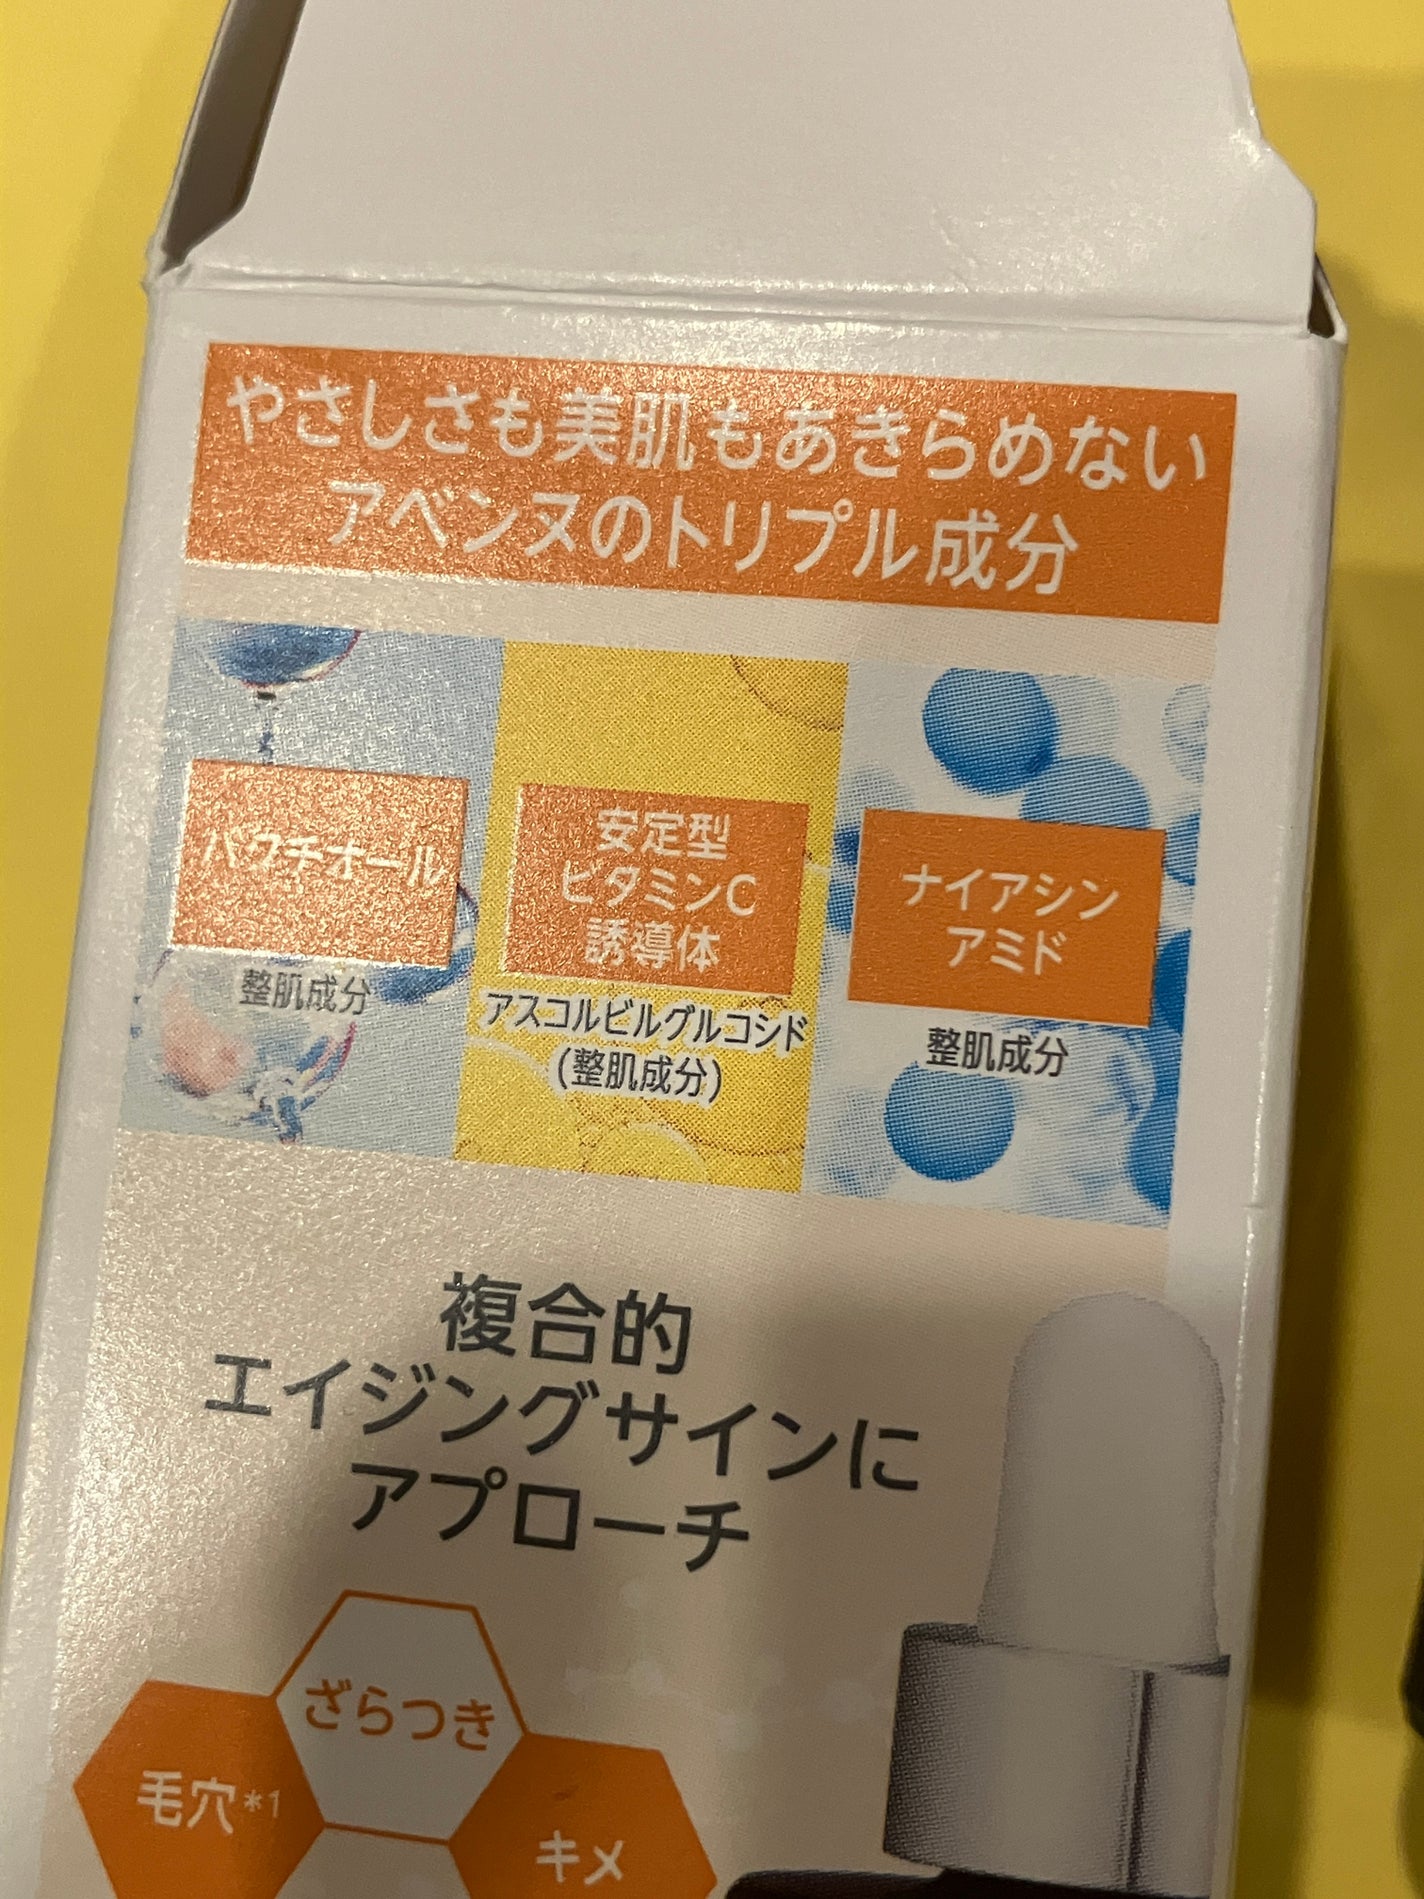 やさしさも美肌もあきらめない
アベンヌのトリプル成分
バクチオール
整肌成分
安定型
ビタミンC
誘導体
アスコルビルグルコシド
(整肌成分)
ナイアシン
アミド
整肌成分
複合的
エイジングサインに
アプローチ
ざらつき
毛穴*1
キメ